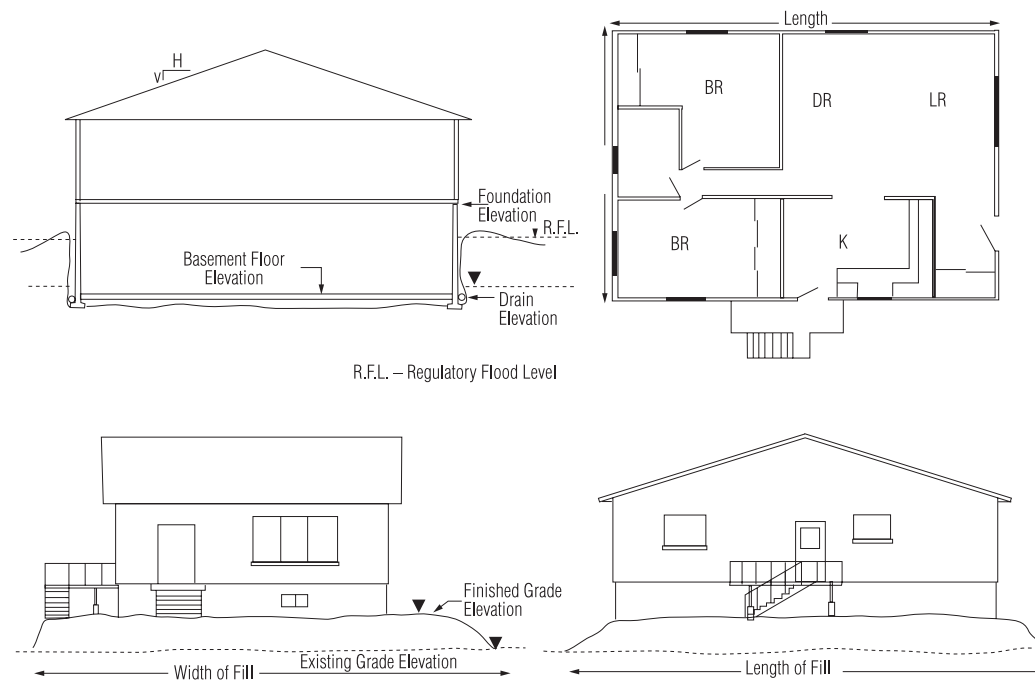 H
V
Foundation
Elevation
R.F.L.
Basement Floor
Elevation
Drain
Elevation
R.F.L. – Regulatory Flood Level
Length
BR
DR
LR
BR
K
Finished Grade
Elevation
Existing Grade Elevation
Width of Fill
Length of Fill